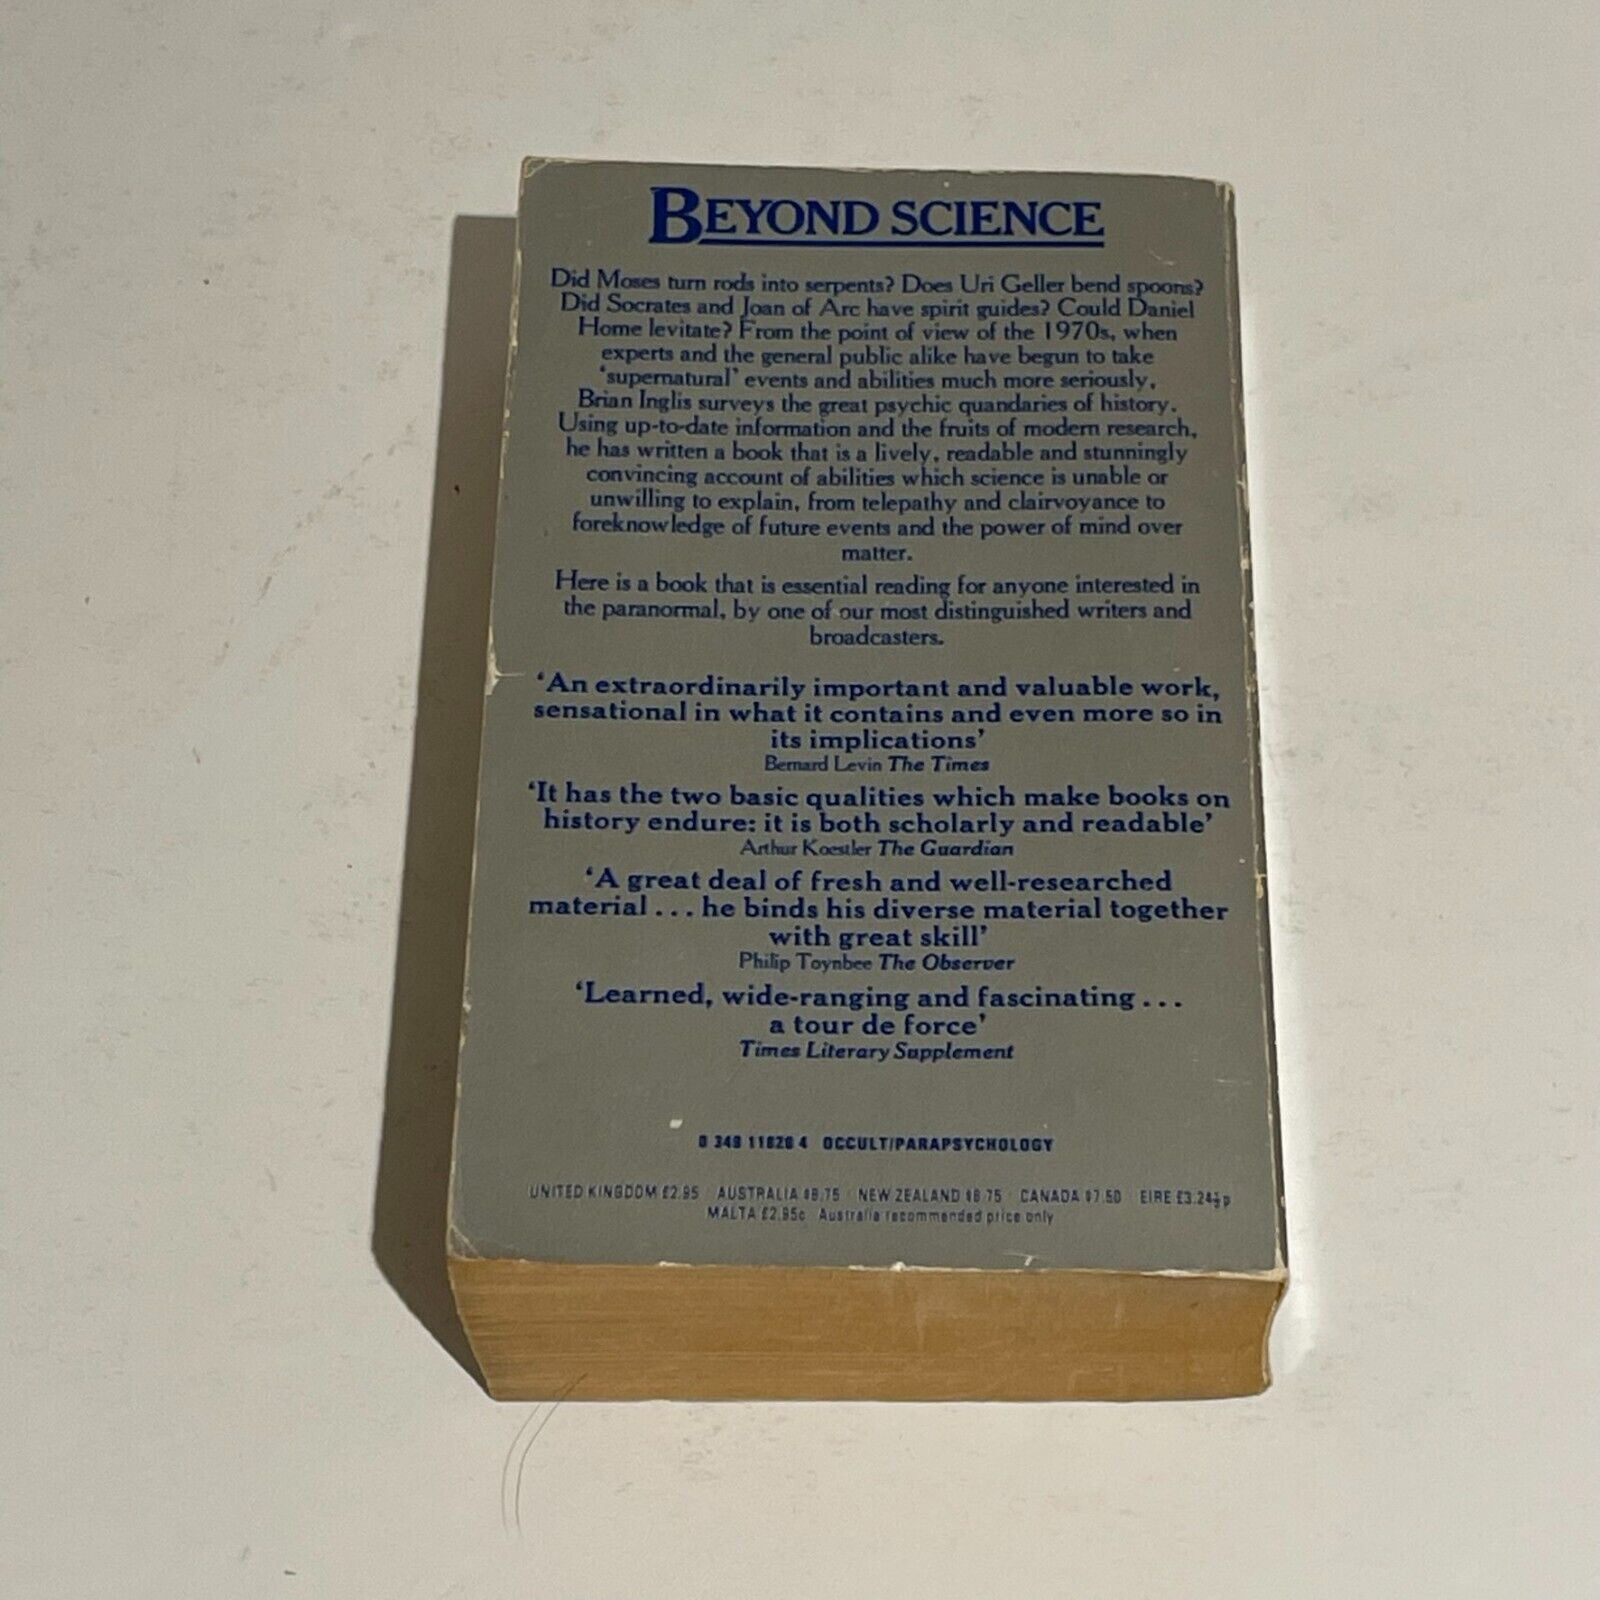 BEYOND SCIENCE
Did Moses turn rods into serpents? Does Uri Geller bend spoons?
Did Socrates and Joan of Arc have spirit guides? Could Daniel
Home levitate? From the point of view of the 1970s, when
experts and the general public alike have begun to take
'supernatural' events and abilities much more seriously,
Brian Inglis surveys the great psychic quandaries of history.
Using up-to-date information and the fruits of modern research,
he has written a book that is a lively, readable and stunningly
convincing account of abilities which science is unable or
unwilling to explain, from telepathy and clairvoyance to
foreknowledge of future events and the power of mind over
matter.
Here is a book that is essential reading for anyone interested in
the paranormal, by one of our most distinguished writers and
broadcasters.
'An extraordinarily important and valuable work,
sensational in what it contains and even more so in
its implications'
Bernard Levin The Times
'It has the two basic qualities which make books on
history endure: it is both scholarly and readable'
Arthur Koestler The Guardian
'A great deal of fresh and well-researched
material ... he binds his diverse material together
with great skill'
Philip Toynbee The Observer
'Learned, wide-ranging and fascinating ...
a tour de force'
Times Literary Supplement
OCCULT/PARAPSYCHOLOGY
UNITED KINGDOM £2.95 AUSTRALIA NEW ZEALAND CANADA $7.50 EIRE
MALTA Australia recommended price only